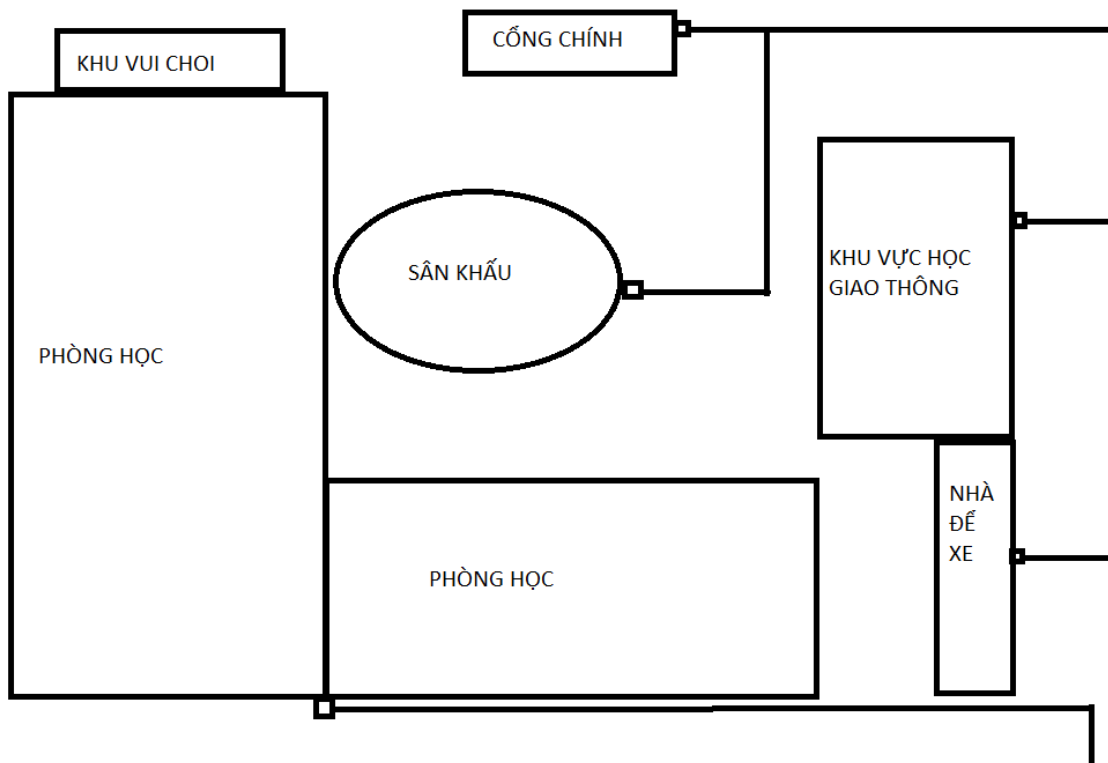 CỔNG CHÍNH
KHU VUI CHOI
SÂN KHẤU
KHU VỰC HỌC
GIAO THÔNG
PHÒNG HỌC
NHÀ
ĐỂ
XE
PHÒNG HỌC